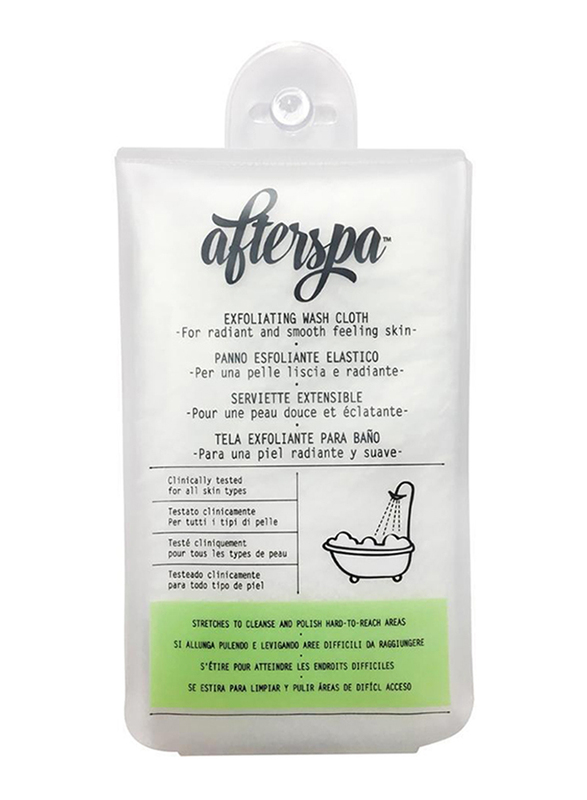 afterspa™
EXFOLIATING WASH CLOTH
-For radiant and smooth feeling skin-
PANNO ESFOLIANTE ELASTICO
-Per una pelle liscia e radiante-
SERVIETTE EXTENSIBLE
-Pour une peau douce et éclatante-
TELA EXFOLIANTE PARA BAÑO
-Para una piel radiante y suave-
Clinically tested
for all skin types
Testato clinicamente
Per tutti i tipi di pelle
Testé cliniquement
pour tous les types de peau
Testeado clinicamente
para todo tipo de piel
STRETCHES TO CLEANSE AND POLISH HARD-TO-REACH AREAS
SI ALLUNGA PULENDO E LEVIGANDO AREE DIFFICILI DA RAGGIUNGERE
S'ÉTIRE POUR ATTEINDRE LES ENDROITS DIFFICILES
SE ESTIRA PARA LIMPIAR Y PULIR ÁREAS DE DIFÍCL ACCESO